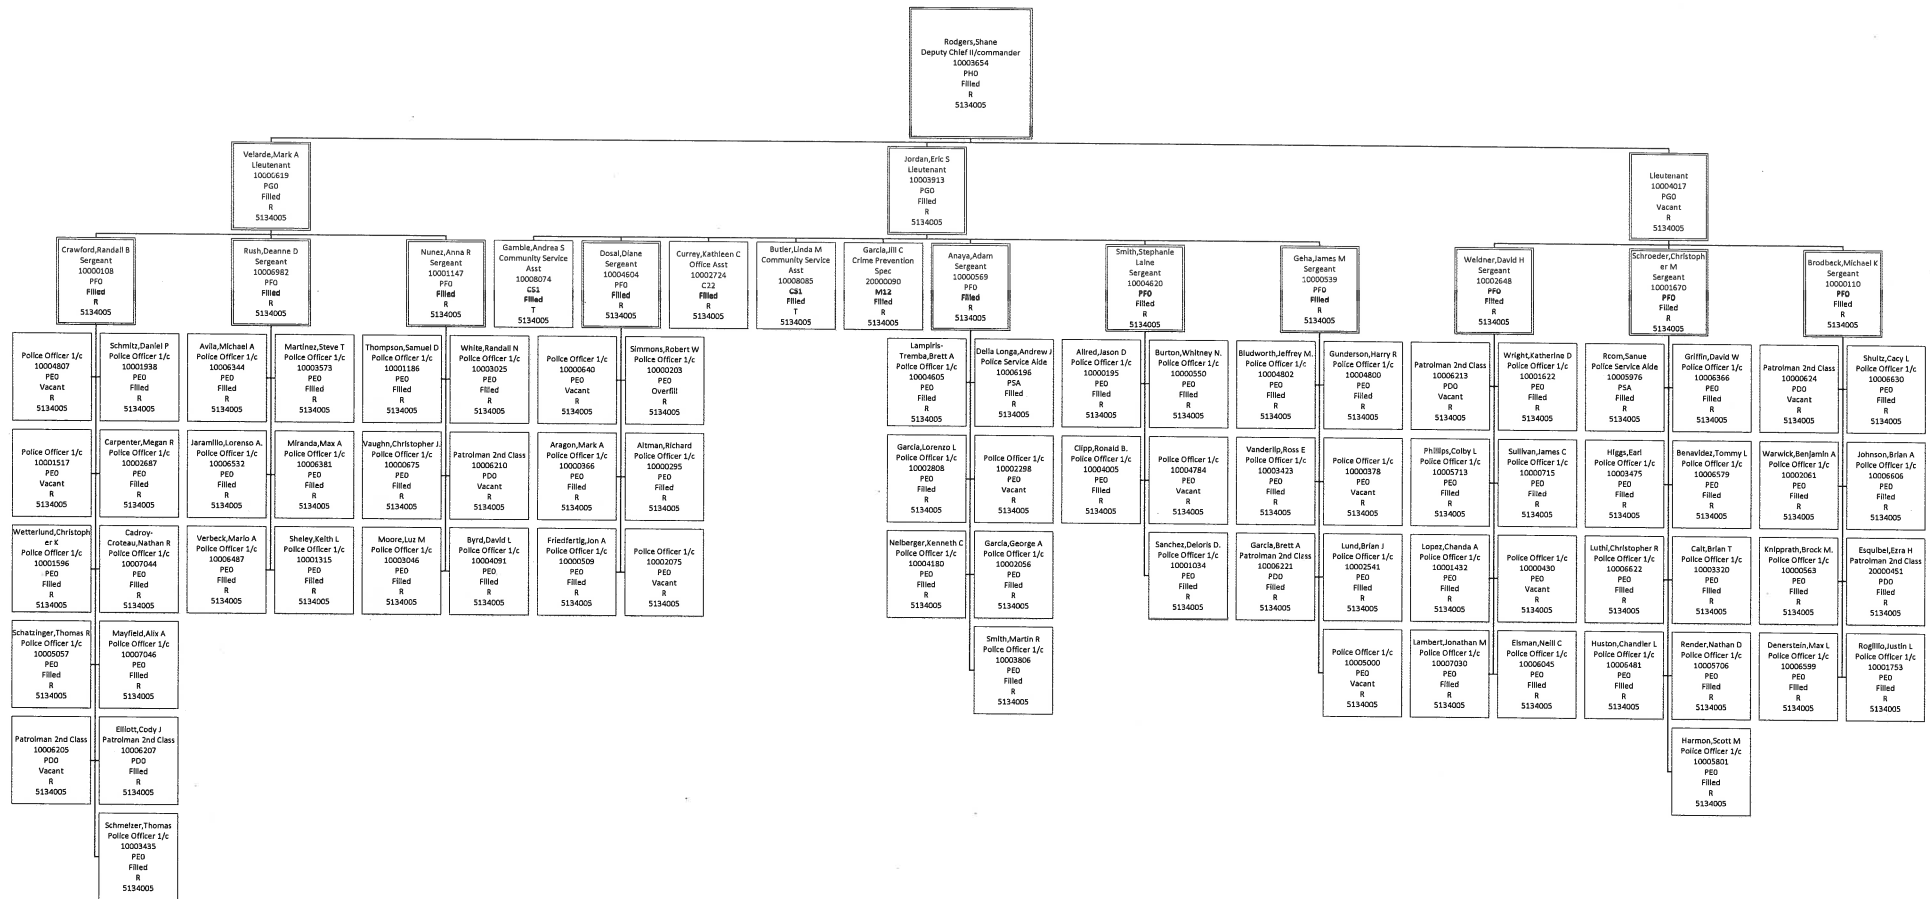 Rodgers,Shane
Deputy Chief II/commander
10003654
PH0
Filled
R
5134005
Velarde,Mark A
Lieutenant
10000619
PG0
Filled
R
5134005
Jordan,Eric S
Lieutenant
10003913
PG0
Filled
R
5134005
Lieutenant
10004017
PG0
Vacant
R
5134005
Crawford,Randall B
Sergeant
10000108
PF0
Filled
R
5134005
Rush,Deanne D
Sergeant
10006982
PF0
Filled
R
5134005
Nunez,Anna R
Sergeant
10001147
PF0
Filled
R
5134005
Gamble,Andrea S
Community Service
Asst
10008074
CS1
Filled
T
5134005
Dosal,Diane
Sergeant
10004604
PF0
Filled
R
5134005
Currey,Kathleen C
Office Asst
10002724
C22
Filled
R
5134005
Butler,Linda M
Community Service
Asst
10008085
CS1
Filled
T
5134005
Garcia,Jill C
Crime Prevention
Spec
20000090
M12
Filled
R
5134005
Anaya,Adam
Sergeant
10000569
PF0
Filled
R
5134005
Smith,Stephanie
Laine
Sergeant
10004620
PF0
Filled
R
5134005
Geha,James M
Sergeant
10000539
PF0
Filled
R
5134005
Weidner,David H
Sergeant
10002648
PF0
Filled
R
5134005
Schroeder,Christoph
er M
Sergeant
10001670
PF0
Filled
R
5134005
Brodbeck,Michael K
Sergeant
10000110
PF0
Filled
R
5134005
Police Officer 1/c
10004807
PE0
Vacant
R
5134005
Schmitz,Daniel P
Police Officer 1/c
10001938
PE0
Filled
R
5134005
Avila,Michael A
Police Officer 1/c
10006344
PE0
Filled
R
5134005
Martinez,Steve T
Police Officer 1/c
10003573
PE0
Filled
R
5134005
Thompson,Samuel D
Police Officer 1/c
10001186
PE0
Filled
R
5134005
White,Randall N
Police Officer 1/c
10003025
PE0
Filled
R
5134005
Police Officer 1/c
10000640
PE0
Vacant
R
5134005
Simmons,Robert W
Police Officer 1/c
10000203
PE0
Overfill
R
5134005
Lampiris-
Tremba,Brett A
Police Officer 1/c
10004605
PE0
Filled
R
5134005
Della Longa,Andrew J
Police Service Aide
10006196
PSA
Filled
R
5134005
Allred,Jason D
Police Officer 1/c
10000195
PE0
Filled
R
5134005
Burton,Whitney N.
Police Officer 1/c
10000550
PE0
Filled
R
5134005
Bludworth,Jeffrey M.
Police Officer 1/c
10004802
PE0
Filled
R
5134005
Gunderson,Harry R
Police Officer 1/c
10004800
PE0
Filled
R
5134005
Patrolman 2nd Class
10006213
PD0
Vacant
R
5134005
Wright,Katherine D
Police Officer 1/c
10001622
PE0
Filled
R
5134005
Rcom,Sanue
Police Service Aide
10005976
PSA
Filled
R
5134005
Griffin,David W
Police Officer 1/c
10006366
PE0
Filled
R
5134005
Patrolman 2nd Class
10000624
PD0
Vacant
R
5134005
Shultz,Cacy L
Police Officer 1/c
10006630
PE0
Filled
R
5134005
Police Officer 1/c
10001517
PE0
Vacant
R
5134005
Carpenter,Megan R
Police Officer 1/c
10002687
PE0
Filled
R
5134005
Jaramillo,Lorenso A.
Police Officer 1/c
10006532
PE0
Filled
R
5134005
Miranda,Max A
Police Officer 1/c
10006381
PE0
Filled
R
5134005
Vaughn,Christopher J.
Police Officer 1/c
10000675
PE0
Filled
R
5134005
Patrolman 2nd Class
10006210
PD0
Vacant
R
5134005
Aragon,Mark A
Police Officer 1/c
10000366
PE0
Filled
R
5134005
Altman,Richard
Police Officer 1/c
10000295
PE0
Filled
R
5134005
Garcia,Lorenzo L
Police Officer 1/c
10002808
PE0
Filled
R
5134005
Police Officer 1/c
10002298
PE0
Vacant
R
5134005
Clipp,Ronald B.
Police Officer 1/c
10004005
PE0
Filled
R
5134005
Police Officer 1/c
10004784
PE0
Vacant
R
5134005
Vanderlip,Ross E
Police Officer 1/c
10003423
PE0
Filled
R
5134005
Police Officer 1/c
10000378
PE0
Vacant
R
5134005
Phillips,Colby L
Police Officer 1/c
10005713
PE0
Filled
R
5134005
Sullivan,James C
Police Officer 1/c
10000715
PE0
Filled
R
5134005
Higgs,Earl
Police Officer 1/c
10003475
PE0
Filled
R
5134005
Benavidez,Tommy L
Police Officer 1/c
10006579
PE0
Filled
R
5134005
Warwick,Benjamin A
Police Officer 1/c
10002061
PE0
Filled
R
5134005
Johnson,Brian A
Police Officer 1/c
10006606
PE0
Filled
R
5134005
Wetterlund,Christoph
er K
Police Officer 1/c
10001596
PE0
Filled
R
5134005
Cadroy-
Croteau,Nathan R
Police Officer 1/c
10007044
PE0
Filled
R
5134005
Verbeck,Marlo A
Police Officer 1/c
10006487
PE0
Filled
R
5134005
Sheley,Keith L
Police Officer 1/c
10001315
PE0
Filled
R
5134005
Moore,Luz M
Police Officer 1/c
10003046
PE0
Filled
R
5134005
Byrd,David L
Police Officer 1/c
10004091
PE0
Filled
R
5134005
Friedfertig,Jon A
Police Officer 1/c
10000509
PE0
Filled
R
5134005
Police Officer 1/c
10002075
PE0
Vacant
R
5134005
Neiberger,Kenneth C
Police Officer 1/c
10004180
PE0
Filled
R
5134005
Garcia,George A
Police Officer 1/c
10002056
PE0
Filled
R
5134005
Sanchez,Deloris D.
Police Officer 1/c
10001034
PE0
Filled
R
5134005
Garcia,Brett A
Patrolman 2nd Class
10006221
PD0
Filled
R
5134005
Lund,Brian J
Police Officer 1/c
10002541
PE0
Filled
R
5134005
Lopez,Chanda A
Police Officer 1/c
10001432
PE0
Filled
R
5134005
Police Officer 1/c
10000430
PE0
Vacant
R
5134005
Luthi,Christopher R
Police Officer 1/c
10006622
PE0
Filled
R
5134005
Calt,Brian T
Police Officer 1/c
10003320
PE0
Filled
R
5134005
Knipprath,Brock M.
Police Officer 1/c
10000563
PE0
Filled
R
5134005
Esquibel,Ezra H
Patrolman 2nd Class
20000451
PD0
Filled
R
5134005
Schatzinger,Thomas R
Police Officer 1/c
10005057
PE0
Filled
R
5134005
Mayfield,Alix A
Police Officer 1/c
10007046
PE0
Filled
R
5134005
Smith,Martin R
Police Officer 1/c
10003806
PE0
Filled
R
5134005
Police Officer 1/c
10005000
PE0
Vacant
R
5134005
Lambert,Jonathan M
Police Officer 1/c
10007030
PE0
Filled
R
5134005
Eisman,Neill C
Police Officer 1/c
10006045
PE0
Filled
R
5134005
Huston,Chandler L
Police Officer 1/c
10006481
PE0
Filled
R
5134005
Render,Nathan D
Police Officer 1/c
10005706
PE0
Filled
R
5134005
Denerstein,Max L
Police Officer 1/c
10006599
PE0
Filled
R
5134005
Rogliilo,Justin L
Police Officer 1/c
10001753
PE0
Filled
R
5134005
Patrolman 2nd Class
10006205
PD0
Vacant
R
5134005
Elliott,Cody J
Patrolman 2nd Class
10006207
PD0
Filled
R
5134005
Harmon,Scott M
Police Officer 1/c
10005801
PE0
Filled
R
5134005
Schmelzer,Thomas
Police Officer 1/c
10003435
PE0
Filled
R
5134005